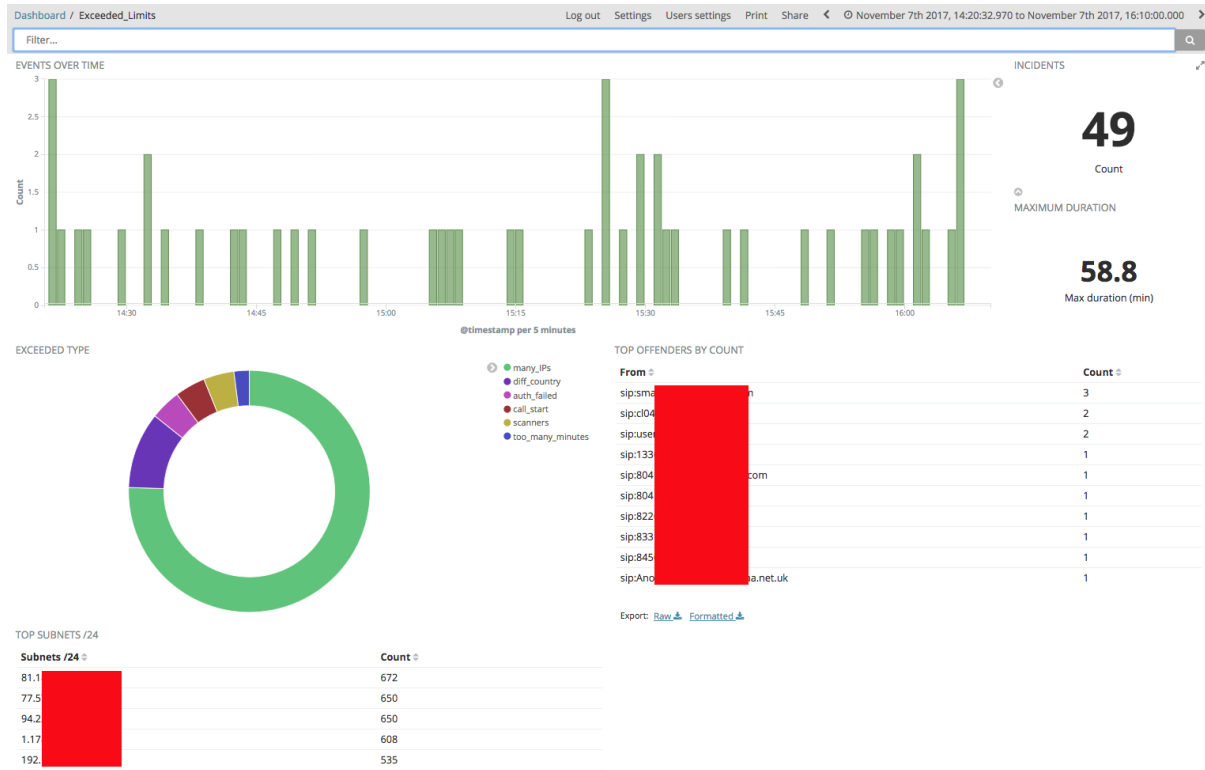 Dashboard / Exceeded_Limits Log out Settings Users settings Print Share November 7th 2017, 14:20:32.970 to November 7th 2017, 16:10:00.000
Filter...
EVENTS OVER TIME
3
2.5
2
1.5
1
0.5
0
Count
14:30 14:45 15:00 15:15 15:30 15:45 16:00
@timestamp per 5 minutes
INCIDENTS
49
Count
MAXIMUM DURATION
58.8
Max duration (min)
EXCEEDED TYPE
many_IPs
diff_country
auth_failed
call_start
scanners
too_many_minutes
TOP OFFENDERS BY COUNT
From Count
sip:sma n 3
sip:cl04 2
sip:use 2
sip:133 1
sip:804 com 1
sip:804 1
sip:822 1
sip:833 1
sip:845 1
sip:Ano a.net.uk 1
Export: Raw Formatted
TOP SUBNETS /24
Subnets /24 Count
81.1 672
77.5 650
94.2 650
1.17 608
192. 535